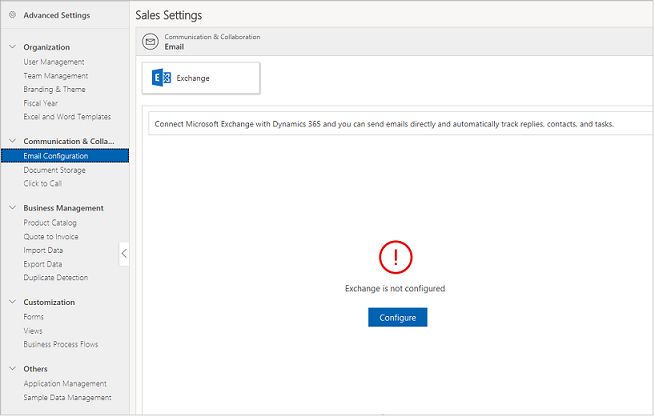 Advanced Settings
Organization
User Management
Team Management
Branding & Theme
Fiscal Year
Excel and Word Templates
Communication & Colla...
Email Configuration
Document Storage
Click to Call
Business Management
Product Catalog
Quote to Invoice
Import Data
Export Data
Duplicate Detection
Customization
Forms
Views
Business Process Flows
Others
Application Management
Sample Data Management
Sales Settings
Communication & Collaboration
Email
E Exchange
Connect Microsoft Exchange with Dynamics 365 and you can send emails directly and automatically track replies, contacts, and tasks.
Exchange is not configured
Configure